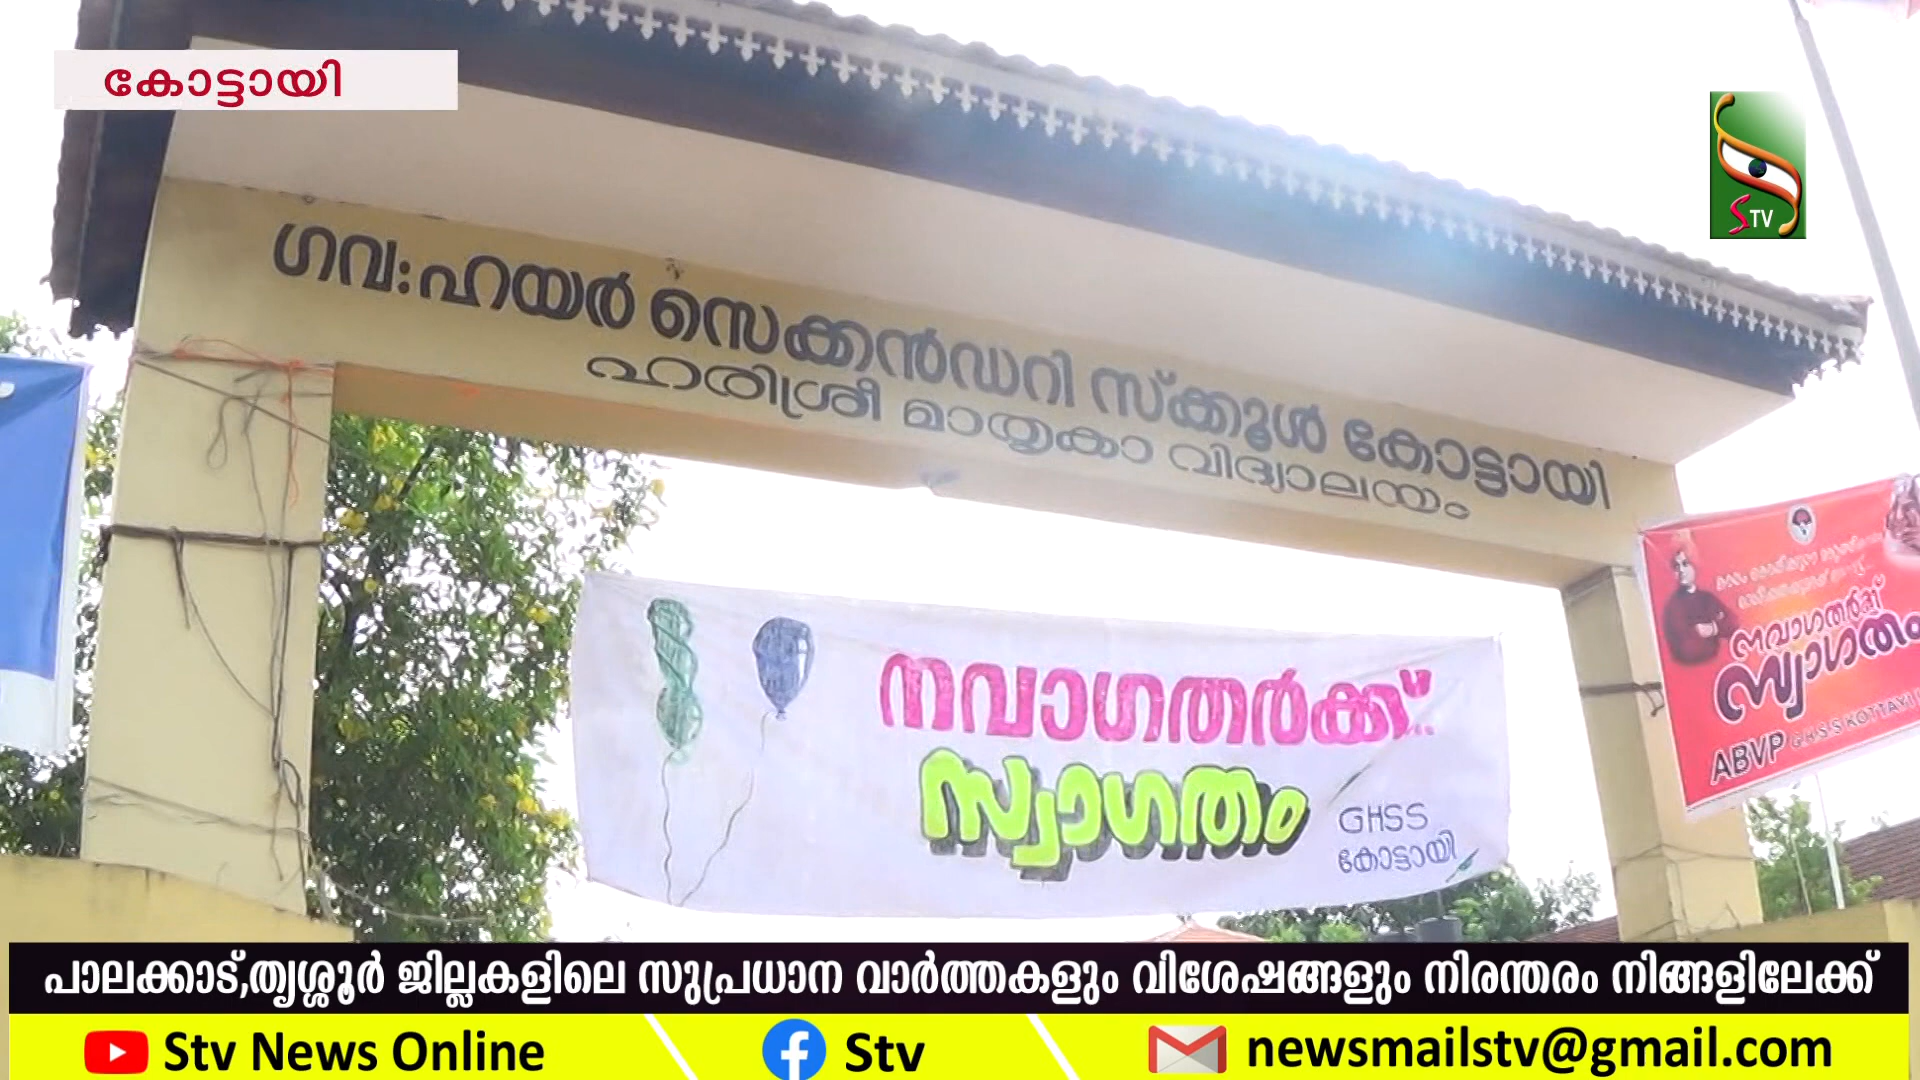 കോട്ടായി
STV
ഗവ:ഹയർ സെക്കൻഡറി സ്ക്കൂൾ കോട്ടായി
ഹരിശ്രീ മാതൃകാ വിദ്യാലയം
നവാഗതർക്ക്..
സ്വാഗതം
GHSS
കോട്ടായി
നവാഗതർക്ക്
സ്വാഗതം
ABVP G.H.S.S KOTTAYI
പാലക്കാട്,തൃശ്ശൂർ ജില്ലകളിലെ സുപ്രധാന വാർത്തകളും വിശേഷങ്ങളും നിരന്തരം നിങ്ങളിലേക്ക്
Stv News Online
Stv
newsmailstv@gmail.com